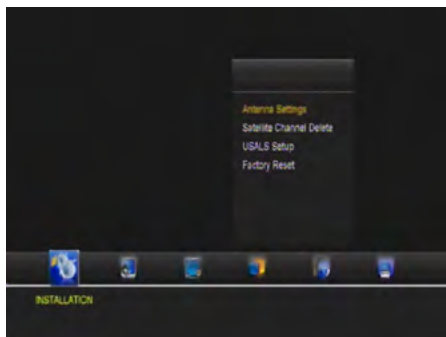 Antenna Settings
Satellite Channel Delete
USALS Setup
Factory Reset
INSTALLATION